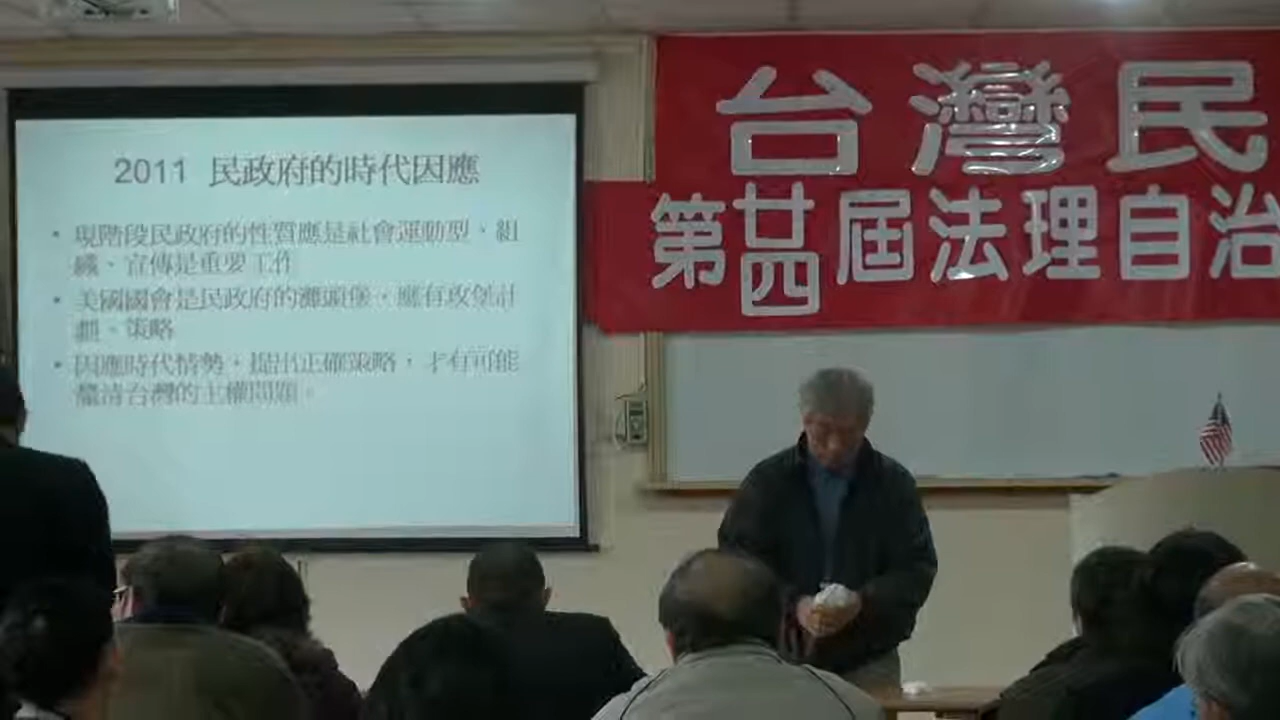 2011 民政府的時代因應
• 現階段民政府的性質應是社會運動型、組
織、宣傳是重要工作
• 美國國會是民政府的灘頭堡，應有攻佔計
劃、策略
• 因應時代情勢，提出正確策略，才有可能
釐清台灣的主權問題。
台灣民
第廿四屆法理自治